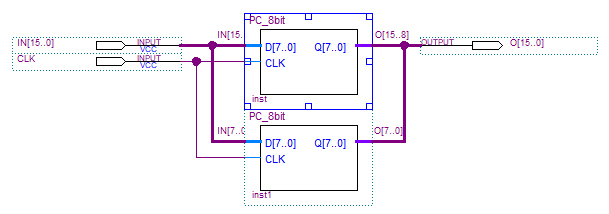 PC_8bit
IN[15..0] INPUT VCC IN[15.. D[7..0] Q[7..0] O[15..8] OUTPUT O[15..0]
CLK INPUT VCC CLK
inst
PC_8bit
IN[7..0 D[7..0] Q[7..0] O[7..0]
CLK
inst1